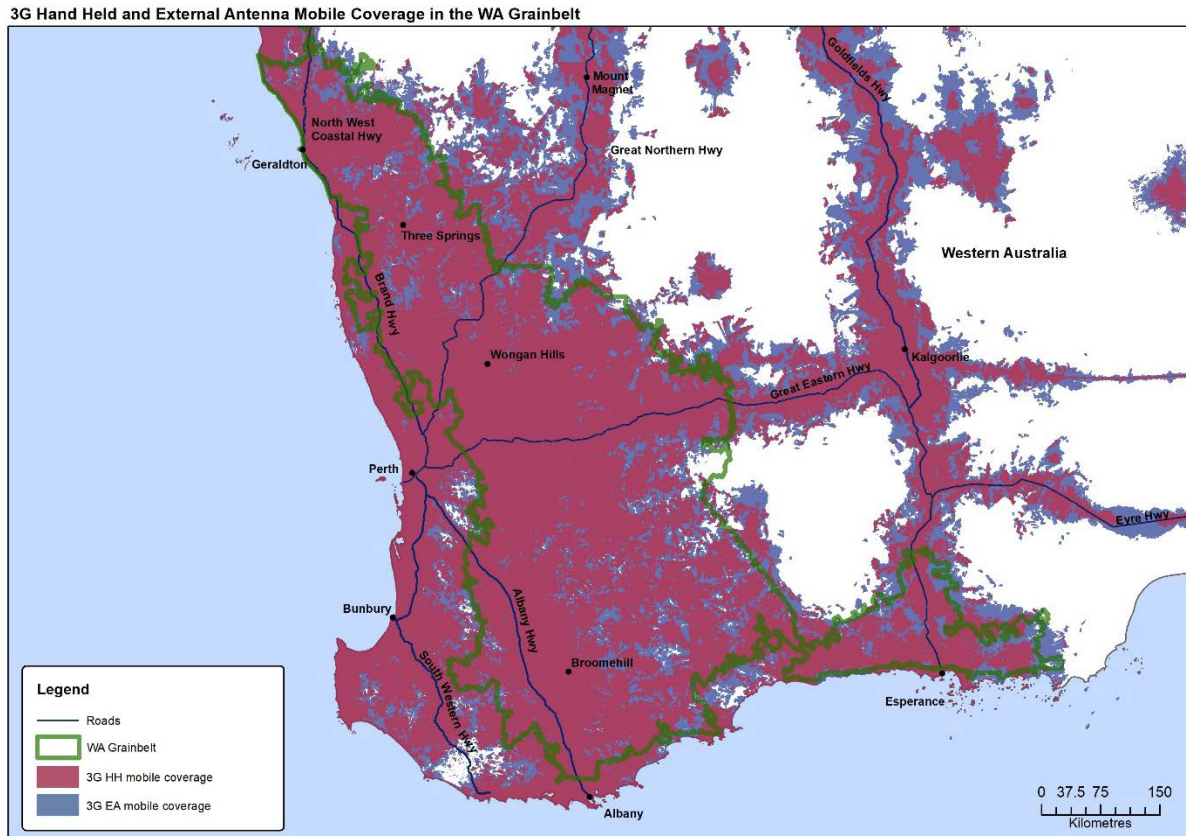 3G Hand Held and External Antenna Mobile Coverage in the WA Grainbelt
Goldfields Hwy
Mount
Magnet
North West
Coastal Hwy
Geraldton
Great Northern Hwy
Three Springs
Western Australia
Brand Hwy
Wongan Hills
Kalgoorlie
Great Eastern Hwy
Perth
Eyre Hwy
Bunbury
Albany Hwy
South Western Hwy
Broomehill
Esperance
Albany
Legend
Roads
WA Grainbelt
3G HH mobile coverage
3G EA mobile coverage
0 37.5 75 150
Kilometres